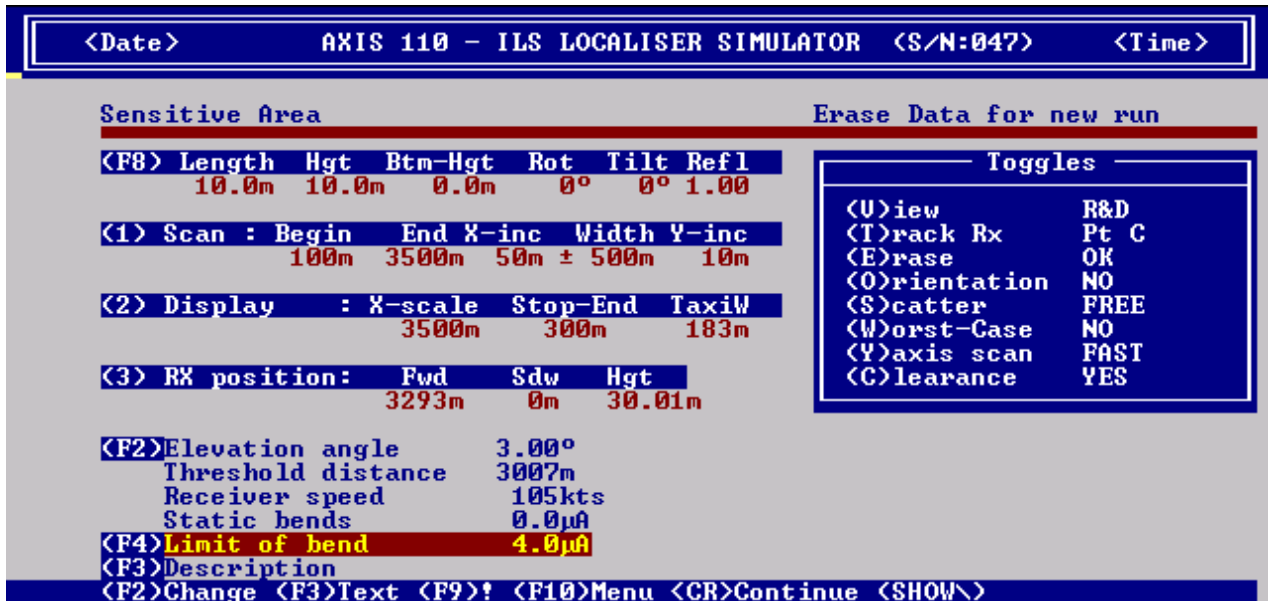 <Date> AXIS 110 - ILS LOCALISER SIMULATOR (S/N:047) <Time>
Sensitive Area Erase Data for new run
(F8) Length Hgt Btm-Hgt Rot Tilt Refl
10.0m 10.0m 0.0m 0º 0º 1.00
(1) Scan : Begin End X-inc Width Y-inc
100m 3500m 50m ± 500m 10m
(2) Display : X-scale Stop-End TaxiW
3500m 300m 183m
(3) RX position: Fwd Sdw Hgt
3293m 0m 30.01m
(F2)Elevation angle 3.00º
Threshold distance 3007m
Receiver speed 105kts
Static bends 0.0µA
(F4)Limit of bend 4.0µA
(F3)Description
Toggles
(V)iew R&D
(T)rack Rx Pt C
(E)rase OK
(O)rientation NO
(S)catter FREE
(W)orst-Case NO
(Y)axis scan FAST
(C)learance YES
(F2)Change (F3)Text (F9)! (F10)Menu <CR>Continue (SHOW\)